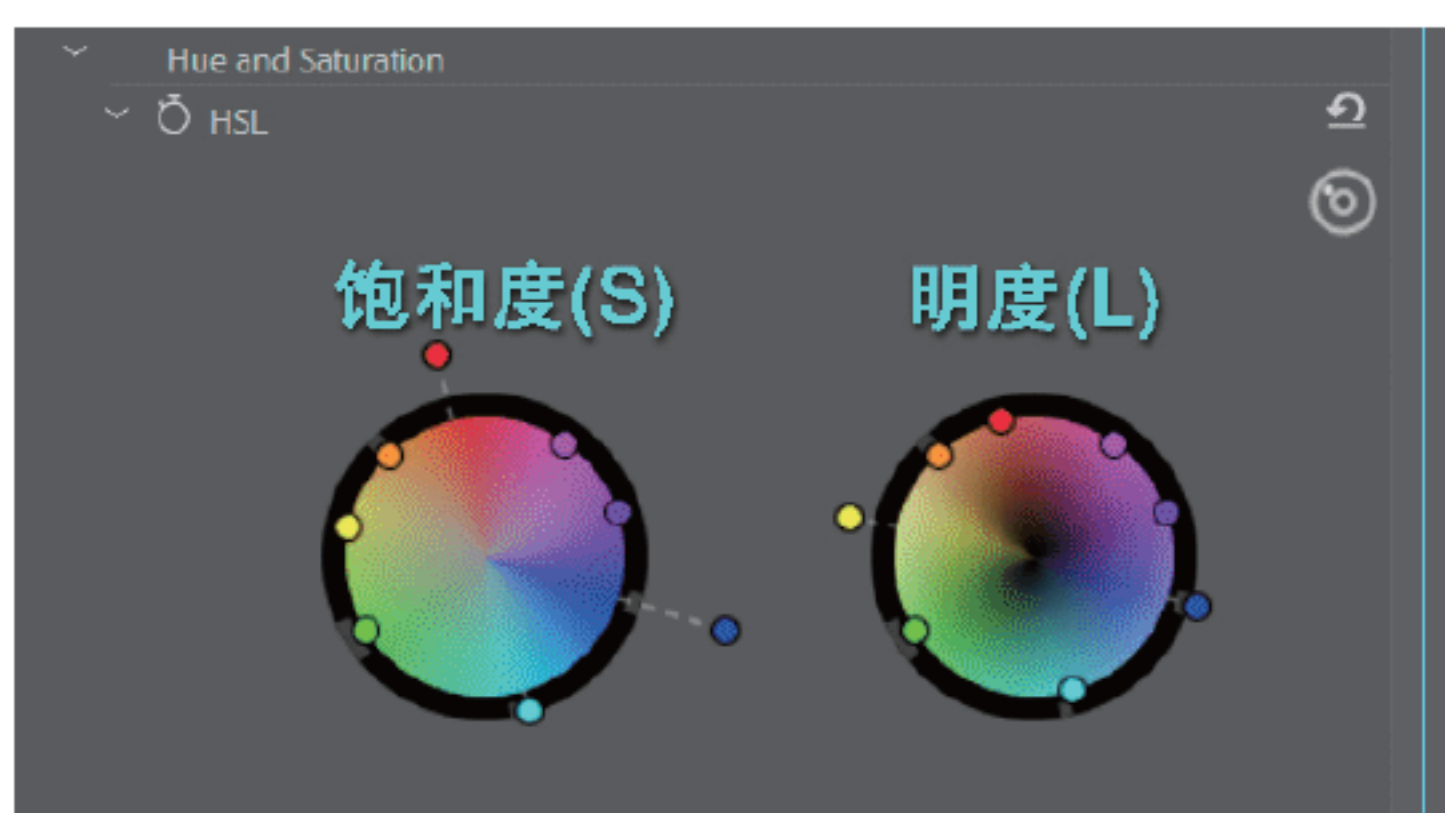 Hue and Saturation
HSL
饱和度(S) 明度(L)